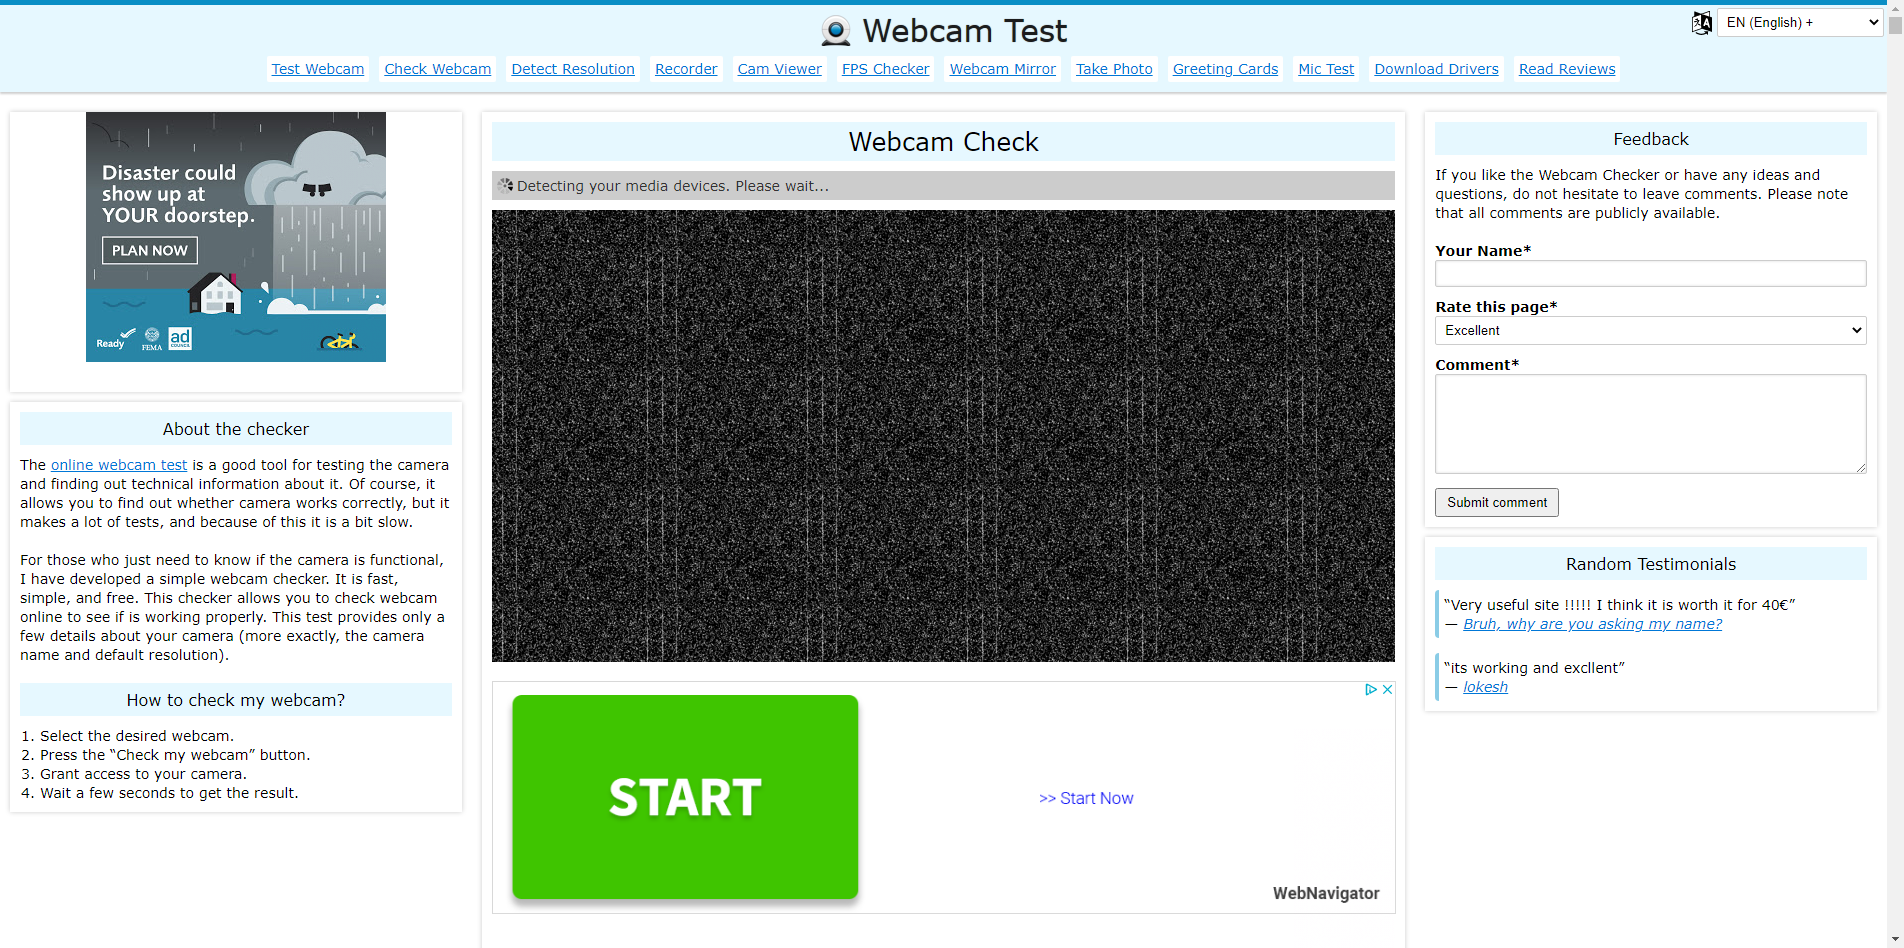 Webcam Test
EN (English) +
Test Webcam
Check Webcam
Detect Resolution
Recorder
Cam Viewer
FPS Checker
Webcam Mirror
Take Photo
Greeting Cards
Mic Test
Download Drivers
Read Reviews
Disaster could
show up at
YOUR doorstep.
PLAN NOW
Ready
FEMA
ad
COUNCIL
About the checker
The online webcam test is a good tool for testing the camera
and finding out technical information about it. Of course, it
allows you to find out whether camera works correctly, but it
makes a lot of tests, and because of this it is a bit slow.
For those who just need to know if the camera is functional,
I have developed a simple webcam checker. It is fast,
simple, and free. This checker allows you to check webcam
online to see if is working properly. This test provides only a
few details about your camera (more exactly, the camera
name and default resolution).
How to check my webcam?
1. Select the desired webcam.
2. Press the “Check my webcam” button.
3. Grant access to your camera.
4. Wait a few seconds to get the result.
Webcam Check
Detecting your media devices. Please wait...
START
>> Start Now
WebNavigator
Feedback
If you like the Webcam Checker or have any ideas and
questions, do not hesitate to leave comments. Please note
that all comments are publicly available.
Your Name*
Rate this page*
Excellent
Comment*
Submit comment
Random Testimonials
“Very useful site !!!!! I think it is worth it for 40€”
— Bruh, why are you asking my name?
“its working and excllent”
— lokesh